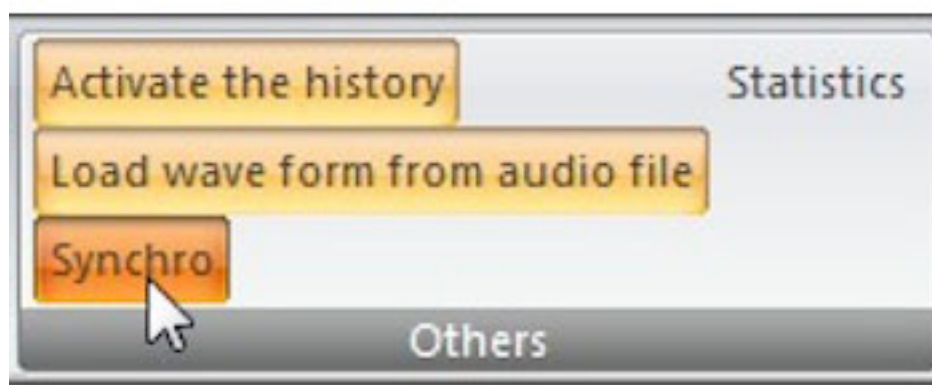 Activate the history Statistics
Load wave form from audio file
Synchro
Others